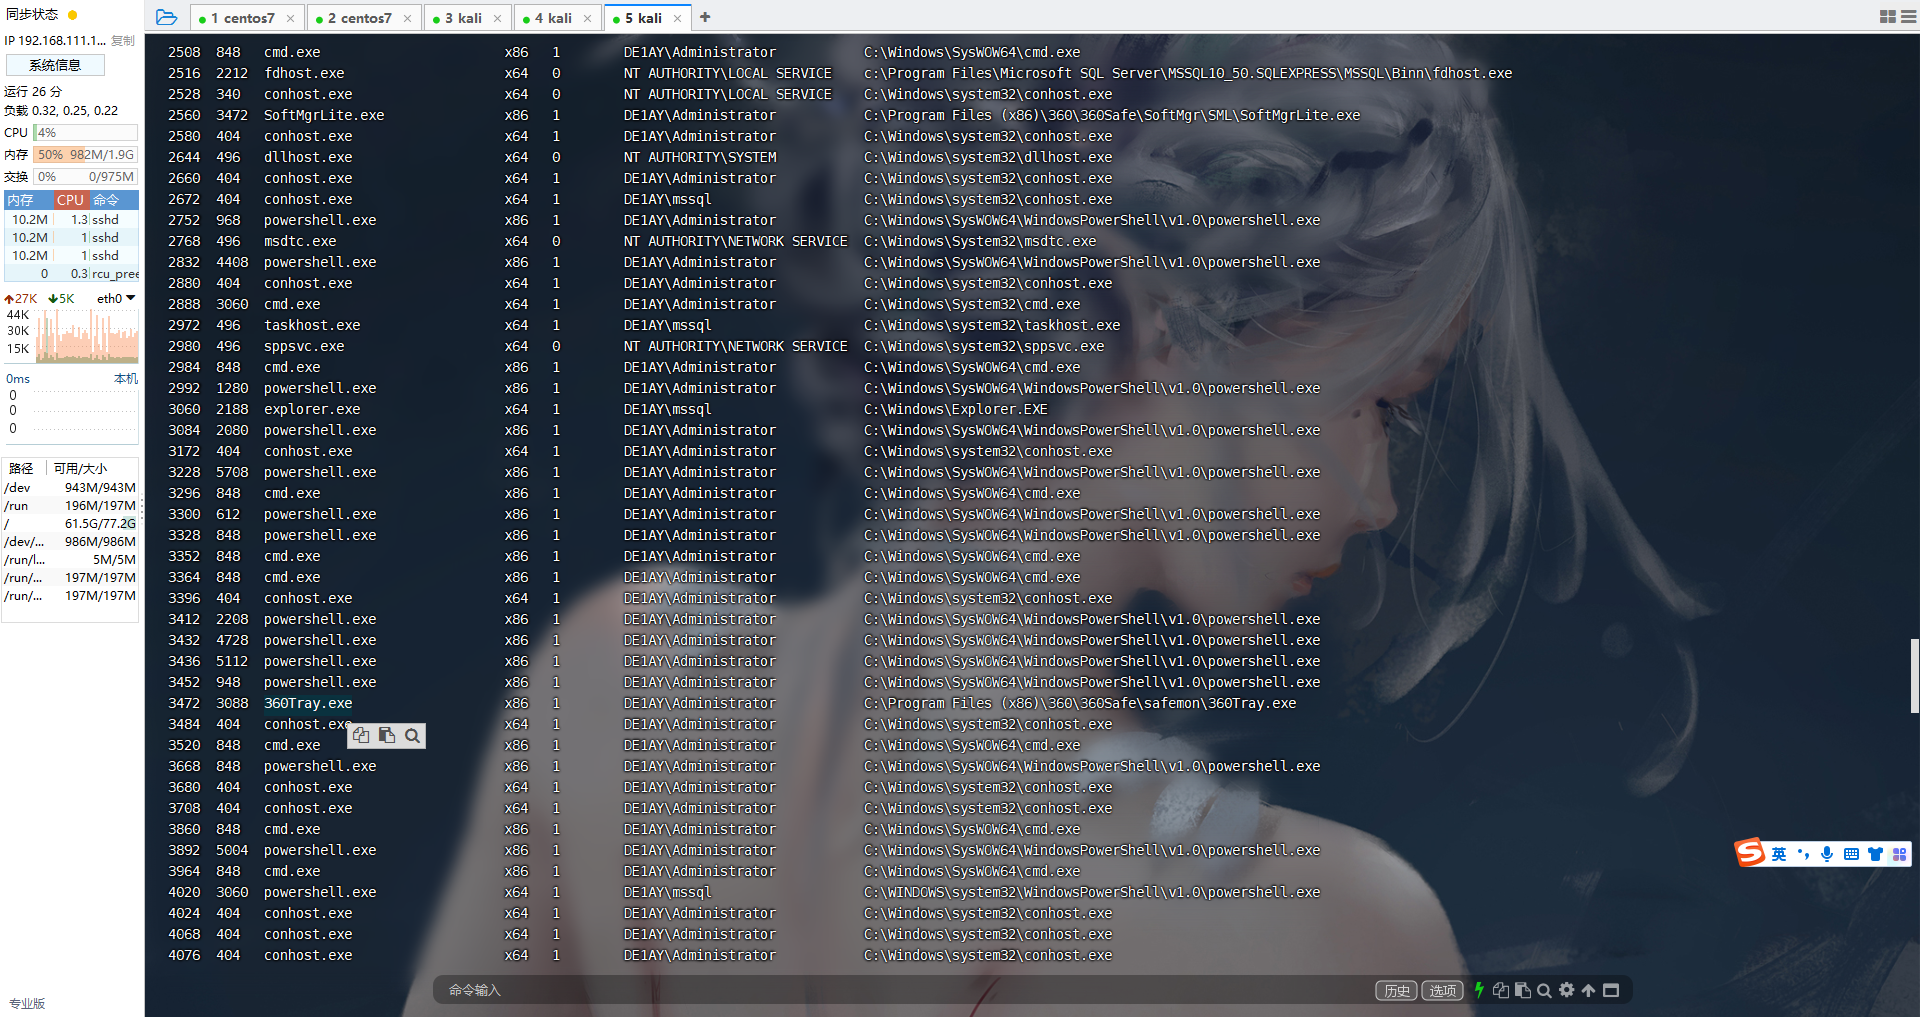 同步状态
IP 192.168.111.1... 复制
系统信息
运行 26 分
负载 0.32, 0.25, 0.22
CPU 4%
内存 50% 982M/1.9G
交换 0% 0/975M
内存 CPU 命令
10.2M 1.3 sshd
10.2M 1 sshd
10.2M 1 sshd
0 0.3 rcu_pree
27K 5K eth0
44K
30K
15K
0ms 本机
0
0
0
路径 可用/大小
/dev 943M/943M
/run 196M/197M
/ 61.5G/77.2G
/dev/... 986M/986M
/run/l... 5M/5M
/run/... 197M/197M
/run/... 197M/197M
专业版
1 centos7 × 2 centos7 × 3 kali × 4 kali × 5 kali × +
2508 848 cmd.exe x86 1 DE1AY\Administrator C:\Windows\SysWOW64\cmd.exe
2516 2212 fdhost.exe x64 0 NT AUTHORITY\LOCAL SERVICE c:\Program Files\Microsoft SQL Server\MSSQL10_50.SQLEXPRESS\MSSQL\Binn\fdhost.exe
2528 340 conhost.exe x64 0 NT AUTHORITY\LOCAL SERVICE C:\Windows\system32\conhost.exe
2560 3472 SoftMgrLite.exe x86 1 DE1AY\Administrator C:\Program Files (x86)\360\360Safe\SoftMgr\SML\SoftMgrLite.exe
2580 404 conhost.exe x64 1 DE1AY\Administrator C:\Windows\system32\conhost.exe
2644 496 dllhost.exe x64 0 NT AUTHORITY\SYSTEM C:\Windows\system32\dllhost.exe
2660 404 conhost.exe x64 1 DE1AY\Administrator C:\Windows\system32\conhost.exe
2672 404 conhost.exe x64 1 DE1AY\mssql C:\Windows\system32\conhost.exe
2752 968 powershell.exe x86 1 DE1AY\Administrator C:\Windows\SysWOW64\WindowsPowerShell\v1.0\powershell.exe
2768 496 msdtc.exe x64 0 NT AUTHORITY\NETWORK SERVICE C:\Windows\System32\msdtc.exe
2832 4408 powershell.exe x86 1 DE1AY\Administrator C:\Windows\SysWOW64\WindowsPowerShell\v1.0\powershell.exe
2880 404 conhost.exe x64 1 DE1AY\Administrator C:\Windows\system32\conhost.exe
2888 3060 cmd.exe x64 1 DE1AY\Administrator C:\Windows\System32\cmd.exe
2972 496 taskhost.exe x64 1 DE1AY\mssql C:\Windows\system32\taskhost.exe
2980 496 sppsvc.exe x64 0 NT AUTHORITY\NETWORK SERVICE C:\Windows\system32\sppsvc.exe
2984 848 cmd.exe x86 1 DE1AY\Administrator C:\Windows\SysWOW64\cmd.exe
2992 1280 powershell.exe x86 1 DE1AY\Administrator C:\Windows\SysWOW64\WindowsPowerShell\v1.0\powershell.exe
3060 2188 explorer.exe x64 1 DE1AY\mssql C:\Windows\Explorer.EXE
3084 2080 powershell.exe x86 1 DE1AY\Administrator C:\Windows\SysWOW64\WindowsPowerShell\v1.0\powershell.exe
3172 404 conhost.exe x64 1 DE1AY\Administrator C:\Windows\system32\conhost.exe
3228 5708 powershell.exe x86 1 DE1AY\Administrator C:\Windows\SysWOW64\WindowsPowerShell\v1.0\powershell.exe
3296 848 cmd.exe x86 1 DE1AY\Administrator C:\Windows\SysWOW64\cmd.exe
3300 612 powershell.exe x86 1 DE1AY\Administrator C:\Windows\SysWOW64\WindowsPowerShell\v1.0\powershell.exe
3328 848 powershell.exe x86 1 DE1AY\Administrator C:\Windows\SysWOW64\WindowsPowerShell\v1.0\powershell.exe
3352 848 cmd.exe x86 1 DE1AY\Administrator C:\Windows\SysWOW64\cmd.exe
3364 848 cmd.exe x86 1 DE1AY\Administrator C:\Windows\SysWOW64\cmd.exe
3396 404 conhost.exe x64 1 DE1AY\Administrator C:\Windows\system32\conhost.exe
3412 2208 powershell.exe x86 1 DE1AY\Administrator C:\Windows\SysWOW64\WindowsPowerShell\v1.0\powershell.exe
3432 4728 powershell.exe x86 1 DE1AY\Administrator C:\Windows\SysWOW64\WindowsPowerShell\v1.0\powershell.exe
3436 5112 powershell.exe x86 1 DE1AY\Administrator C:\Windows\SysWOW64\WindowsPowerShell\v1.0\powershell.exe
3452 948 powershell.exe x86 1 DE1AY\Administrator C:\Windows\SysWOW64\WindowsPowerShell\v1.0\powershell.exe
3472 3088 360Tray.exe x86 1 DE1AY\Administrator C:\Program Files (x86)\360\360Safe\safemon\360Tray.exe
3484 404 conhost.exe x64 1 DE1AY\Administrator C:\Windows\system32\conhost.exe
3520 848 cmd.exe x86 1 DE1AY\Administrator C:\Windows\SysWOW64\cmd.exe
3668 848 powershell.exe x86 1 DE1AY\Administrator C:\Windows\SysWOW64\WindowsPowerShell\v1.0\powershell.exe
3680 404 conhost.exe x64 1 DE1AY\Administrator C:\Windows\system32\conhost.exe
3708 404 conhost.exe x64 1 DE1AY\Administrator C:\Windows\system32\conhost.exe
3860 848 cmd.exe x86 1 DE1AY\Administrator C:\Windows\SysWOW64\cmd.exe
3892 5004 powershell.exe x86 1 DE1AY\Administrator C:\Windows\SysWOW64\WindowsPowerShell\v1.0\powershell.exe
3964 848 cmd.exe x86 1 DE1AY\Administrator C:\Windows\SysWOW64\cmd.exe
4020 3060 powershell.exe x64 1 DE1AY\mssql C:\WINDOWS\system32\WindowsPowerShell\v1.0\powershell.exe
4024 404 conhost.exe x64 1 DE1AY\Administrator C:\Windows\system32\conhost.exe
4068 404 conhost.exe x64 1 DE1AY\Administrator C:\Windows\system32\conhost.exe
4076 404 conhost.exe x64 1 DE1AY\Administrator C:\Windows\system32\conhost.exe
S 英
命令输入 历史 选项